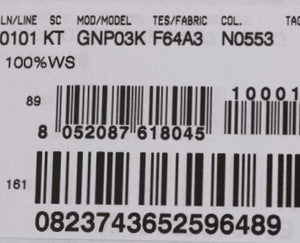 LN/LINE SC MOD/MODEL TES/FABRIC COL. TAG
0101 KT GNP03K F64A3 N0553
100%WS
89 10001
8 052087 618045
161
0823743652596489